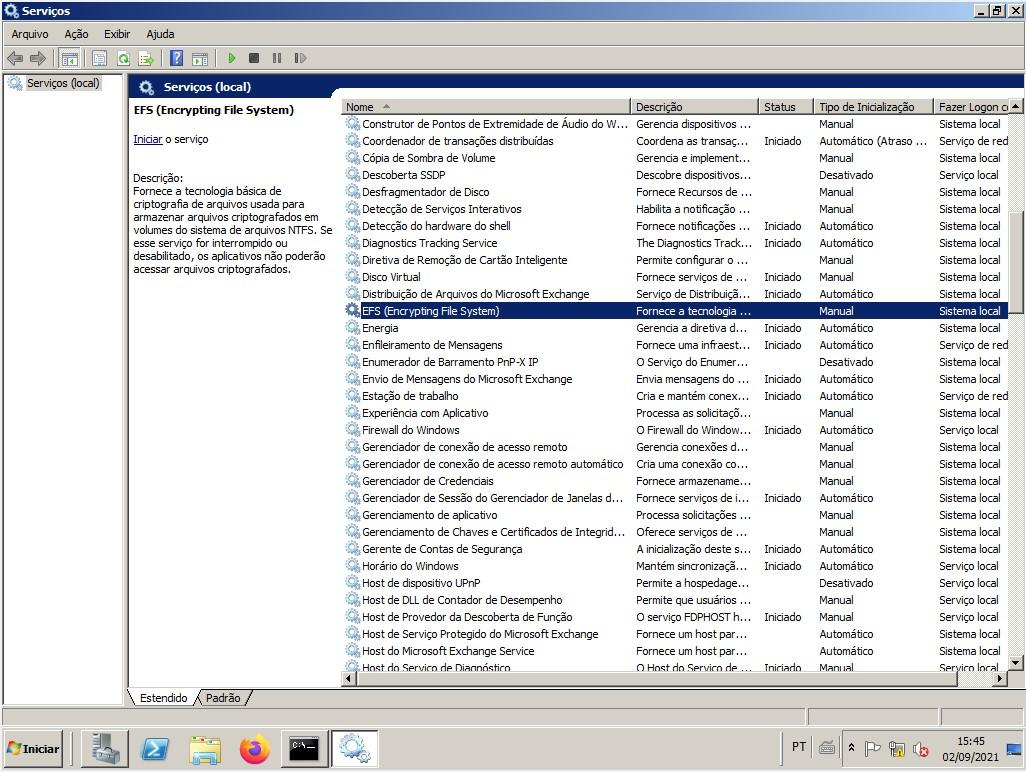 Serviços
Arquivo Ação Exibir Ajuda
Serviços (local)
Serviços (local)
EFS (Encrypting File System)
Iniciar o serviço
Descrição:
Fornece a tecnologia básica de
criptografia de arquivos usada para
armazenar arquivos criptografados em
volumes do sistema de arquivos NTFS. Se
esse serviço for interrompido ou
desabilitado, os aplicativos não poderão
acessar arquivos criptografados.
Nome Descrição Status Tipo de Inicialização Fazer Logon c
Construtor de Pontos de Extremidade de Áudio do W... Gerencia dispositivos ... Manual Sistema local
Coordenador de transações distribuídas Coordena as transaç... Iniciado Automático (Atraso ... Serviço de red
Cópia de Sombra de Volume Gerencia e implement... Manual Sistema local
Descoberta SSDP Descobre dispositivos... Desativado Serviço local
Desfragmentador de Disco Fornece Recursos de ... Manual Sistema local
Detecção de Serviços Interativos Habilita a notificação ... Manual Sistema local
Detecção do hardware do shell Fornece notificações ... Iniciado Automático Sistema local
Diagnostics Tracking Service The Diagnostics Track... Iniciado Automático Sistema local
Diretiva de Remoção de Cartão Inteligente Permite configurar o ... Manual Sistema local
Disco Virtual Fornece serviços de ... Iniciado Manual Sistema local
Distribuição de Arquivos do Microsoft Exchange Serviço de Distribuiçã... Iniciado Automático Sistema local
EFS (Encrypting File System) Fornece a tecnologia ... Manual Sistema local
Energia Gerencia a diretiva d... Iniciado Automático Sistema local
Enfileiramento de Mensagens Fornece uma infraest... Iniciado Automático Serviço de red
Enumerador de Barramento PnP-X IP O Serviço do Enumer... Desativado Sistema local
Envio de Mensagens do Microsoft Exchange Envia mensagens do ... Iniciado Automático Sistema local
Estação de trabalho Cria e mantém conex... Iniciado Automático Serviço de red
Experiência com Aplicativo Processa as solicitaçõ... Manual Sistema local
Firewall do Windows O Firewall do Window... Iniciado Automático Serviço local
Gerenciador de conexão de acesso remoto Gerencia conexões d... Manual Sistema local
Gerenciador de conexão de acesso remoto automático Cria uma conexão co... Manual Sistema local
Gerenciador de Credenciais Fornece armazename... Manual Sistema local
Gerenciador de Sessão do Gerenciador de Janelas d... Fornece serviços de i... Iniciado Automático Sistema local
Gerenciamento de aplicativo Processa solicitações ... Manual Sistema local
Gerenciamento de Chaves e Certificados de Integrid... Oferece serviços de ... Manual Sistema local
Gerente de Contas de Segurança A inicialização deste s... Iniciado Automático Sistema local
Horário do Windows Mantém sincronizaçã... Iniciado Automático Serviço local
Host de dispositivo UPnP Permite a hospedage... Desativado Serviço local
Host de DLL de Contador de Desempenho Permite que usuários ... Manual Serviço local
Host de Provedor da Descoberta de Função O serviço FDPHOST h... Iniciado Manual Serviço local
Host de Serviço Protegido do Microsoft Exchange Fornece um host par... Automático Sistema local
Host do Microsoft Exchange Service Fornece um host par... Automático Sistema local
Host do Serviço de Diagnóstico O Host do Serviço de ... Iniciado Manual Serviço local
Estendido Padrão
Iniciar
C:\
PT
15:45
02/09/2021